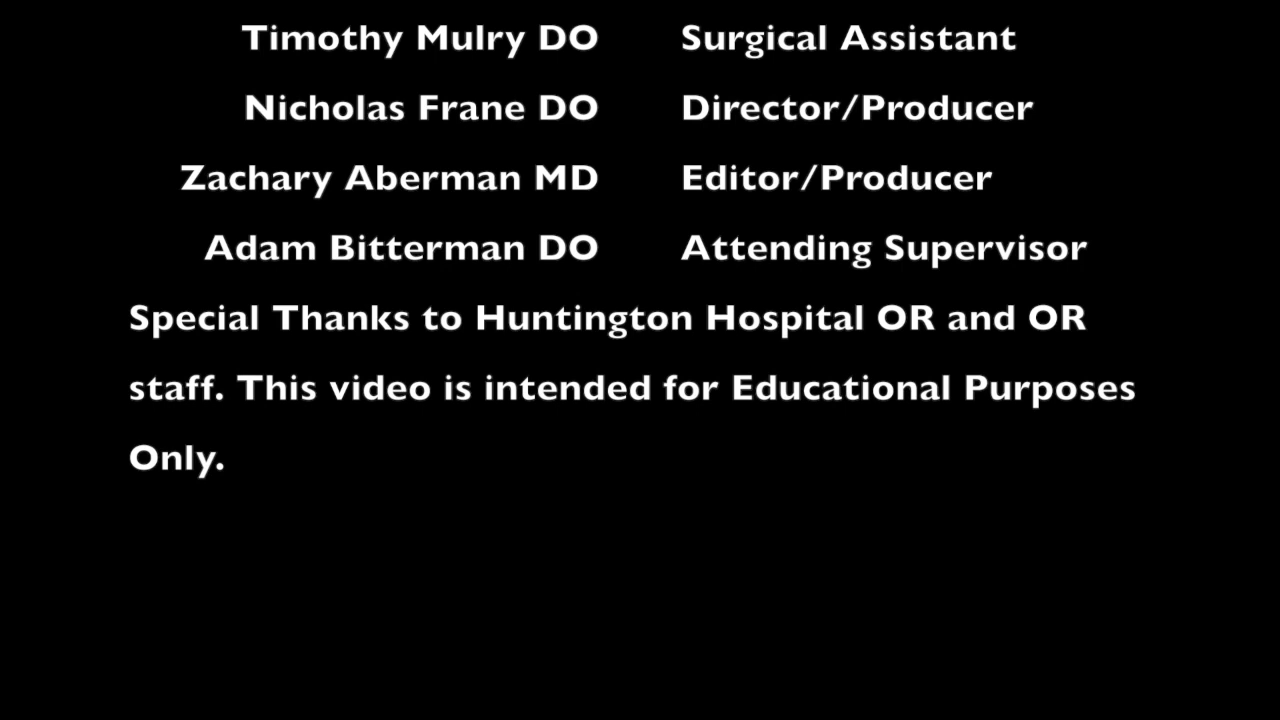 Timothy Mulry DO Surgical Assistant
Nicholas Frane DO Director/Producer
Zachary Aberman MD Editor/Producer
Adam Bitterman DO Attending Supervisor
Special Thanks to Huntington Hospital OR and OR
staff. This video is intended for Educational Purposes
Only.